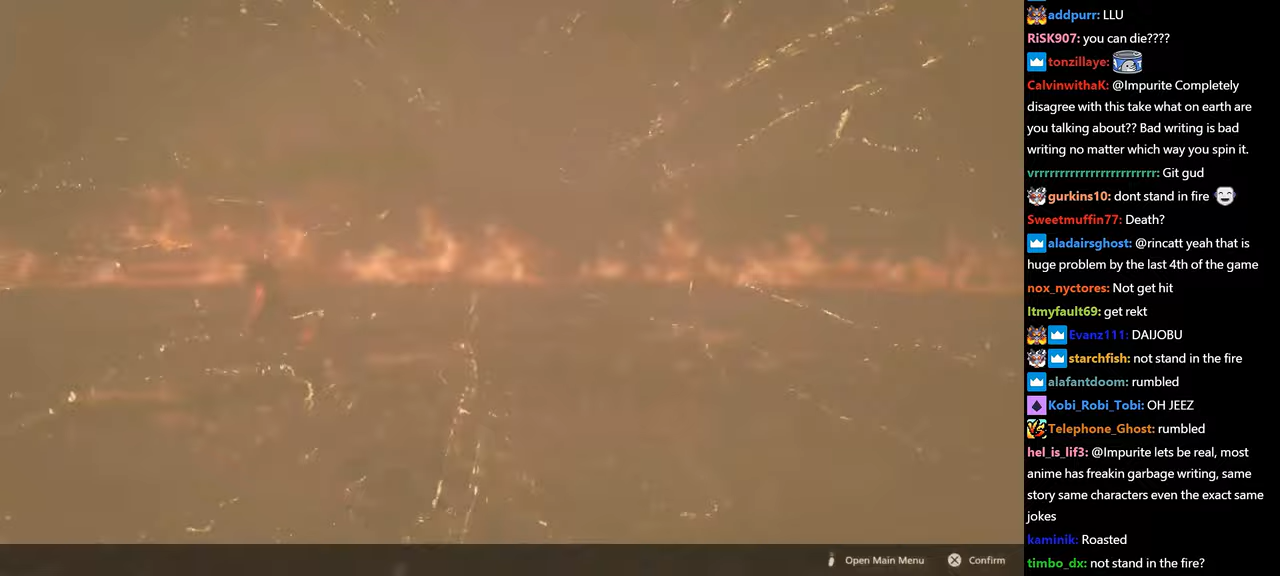 addpurr: LLU
RiSK907: you can die????
tonzillaye:
CalvinwithaK: @Impurite Completely
disagree with this take what on earth are
you talking about?? Bad writing is bad
writing no matter which way you spin it.
vrrrrrrrrrrrrrrrrrrrrrrrr: Git gud
gurkins10: dont stand in fire
Sweetmuffin77: Death?
aladairsghost: @rincatt yeah that is
huge problem by the last 4th of the game
nox_nyctores: Not get hit
Itmyfault69: get rekt
Evanz111: DAIJOBU
starchfish: not stand in the fire
alafantdoom: rumbled
Kobi_Robi_Tobi: OH JEEZ
Telephone_Ghost: rumbled
hel_is_lif3: @Impurite lets be real, most
anime has freakin garbage writing, same
story same characters even the exact same
jokes
kaminik: Roasted
timbo_dx: not stand in the fire?
Open Main Menu Confirm